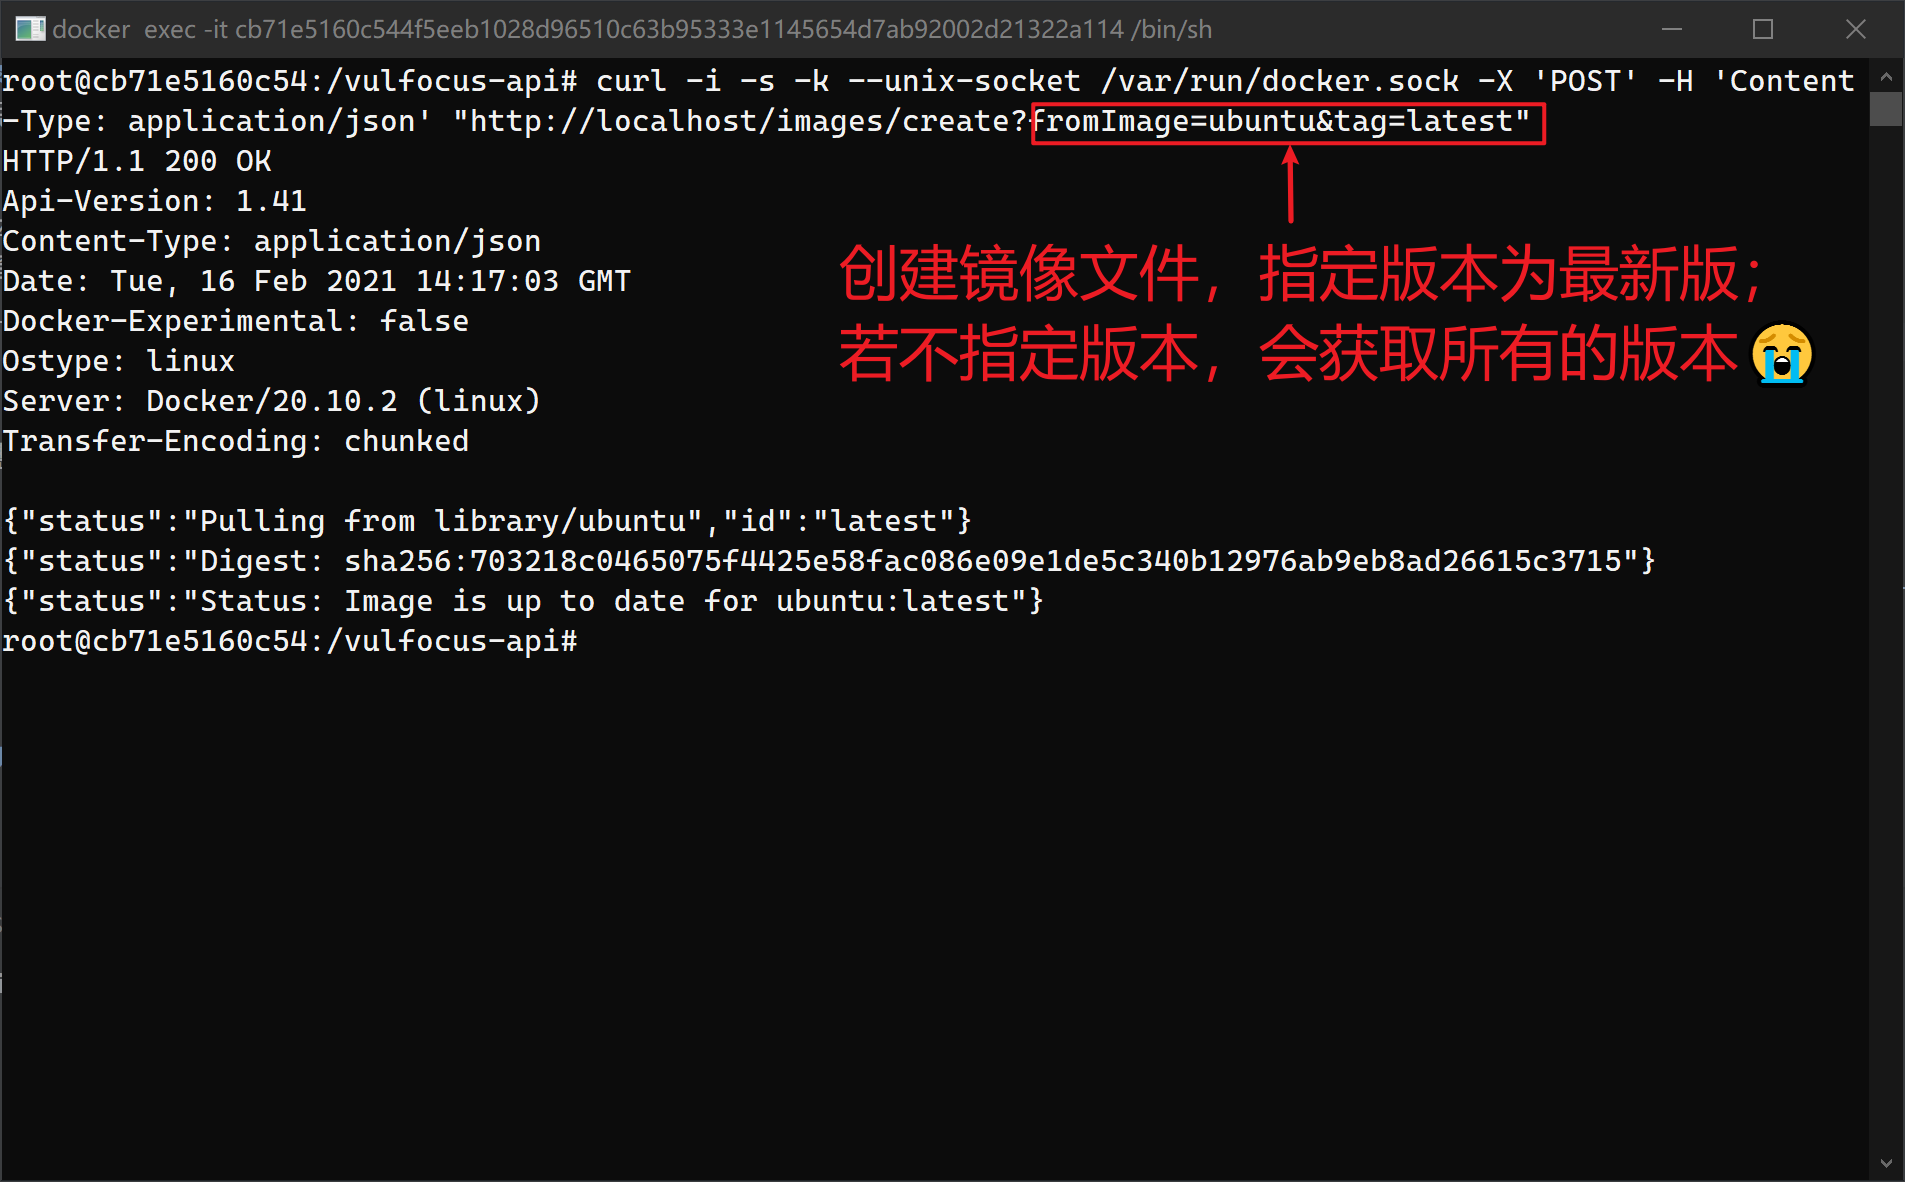 docker  exec -it cb71e5160c544f5eeb1028d96510c63b95333e1145654d7ab92002d21322a114 /bin/sh
root@cb71e5160c54:/vulfocus-api# curl -i -s -k --unix-socket /var/run/docker.sock -X 'POST' -H 'Content
-Type: application/json' "http://localhost/images/create?fromImage=ubuntu&tag=latest"
HTTP/1.1 200 OK
Api-Version: 1.41
Content-Type: application/json
Date: Tue, 16 Feb 2021 14:17:03 GMT
Docker-Experimental: false
Ostype: linux
Server: Docker/20.10.2 (linux)
Transfer-Encoding: chunked
创建镜像文件，指定版本为最新版；
若不指定版本，会获取所有的版本😭
{"status":"Pulling from library/ubuntu","id":"latest"}
{"status":"Digest: sha256:703218c0465075f4425e58fac086e09e1de5c340b12976ab9eb8ad26615c3715"}
{"status":"Status: Image is up to date for ubuntu:latest"}
root@cb71e5160c54:/vulfocus-api#